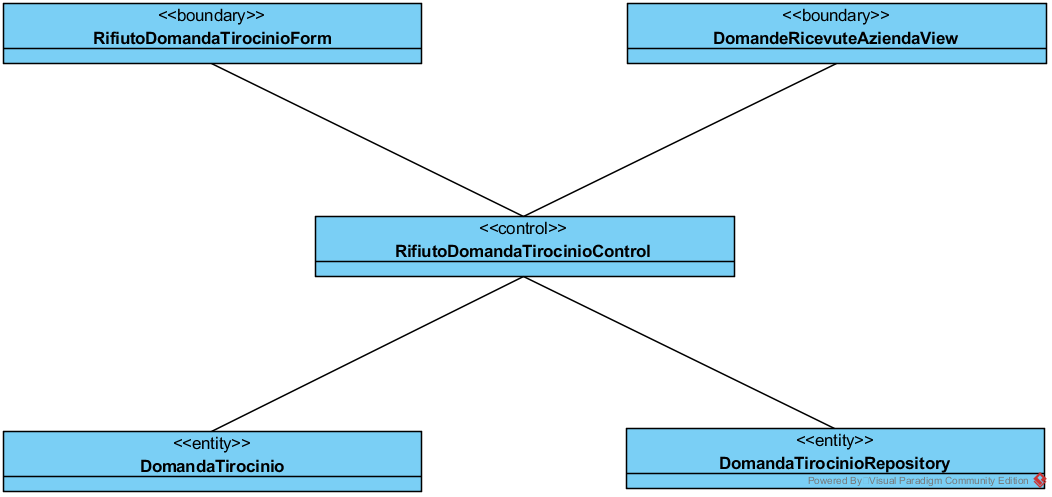 <<boundary>>
RifiutoDomandaTirocinioForm
<<boundary>>
DomandeRicevuteAziendaView
<<control>>
RifiutoDomandaTirocinioControl
<<entity>>
DomandaTirocinio
<<entity>>
DomandaTirocinioRepository
Powered By Visual Paradigm Community Edition